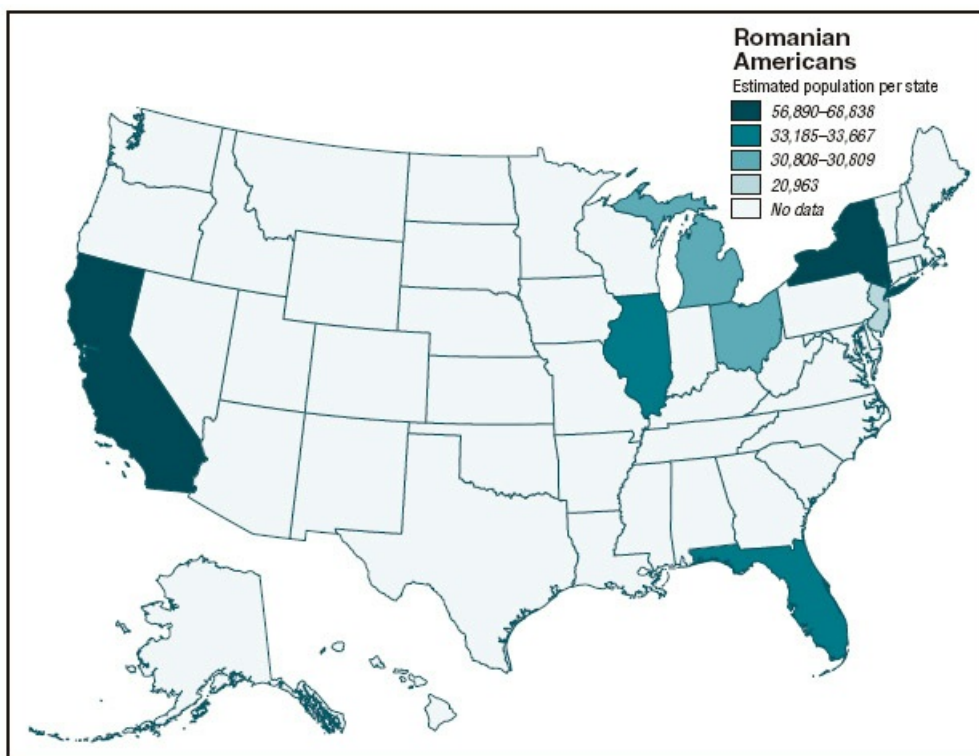 Romanian
Americans
Estimated population per state
56,890–68,838
33,185–33,667
30,808–30,809
20,963
No data